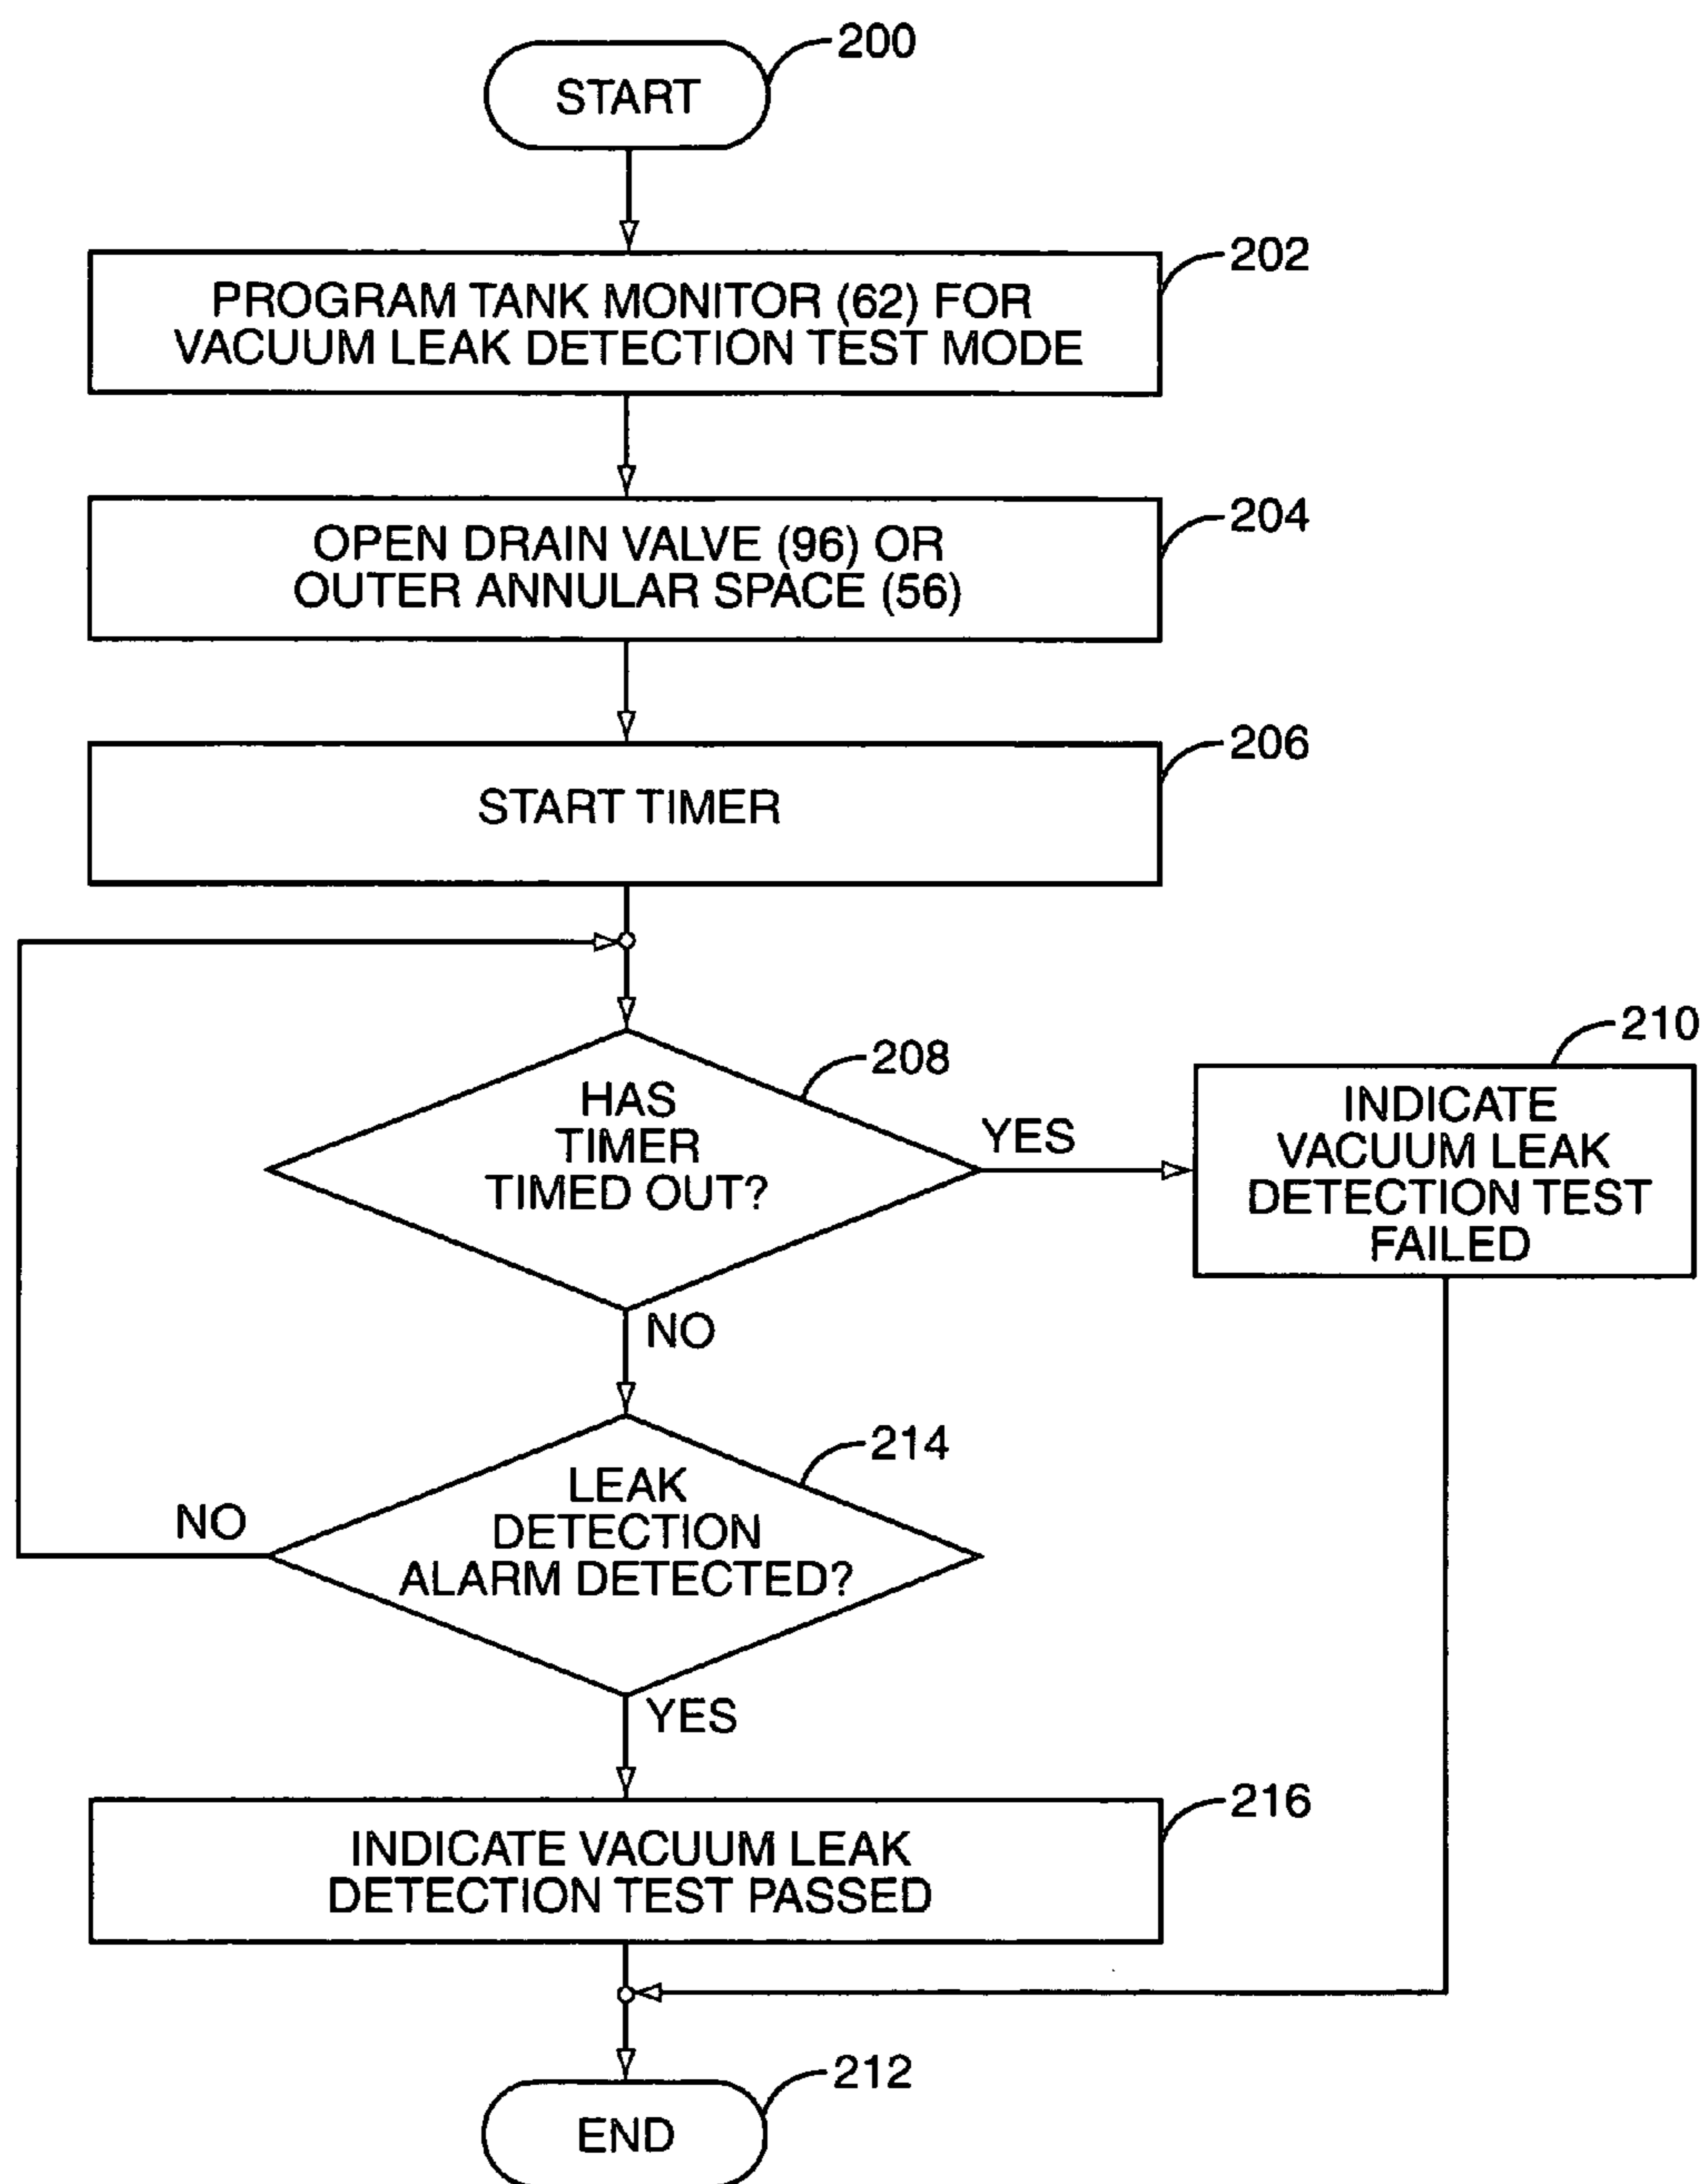 START
200
PROGRAM TANK MONITOR (62) FOR
VACUUM LEAK DETECTION TEST MODE
202
OPEN DRAIN VALVE (96) OR
OUTER ANNULAR SPACE (56)
204
START TIMER
206
HAS
TIMER
TIMED OUT?
208
YES
INDICATE
VACUUM LEAK
DETECTION TEST
FAILED
210
NO
LEAK
DETECTION
ALARM DETECTED?
214
NO
YES
INDICATE VACUUM LEAK
DETECTION TEST PASSED
216
END
212